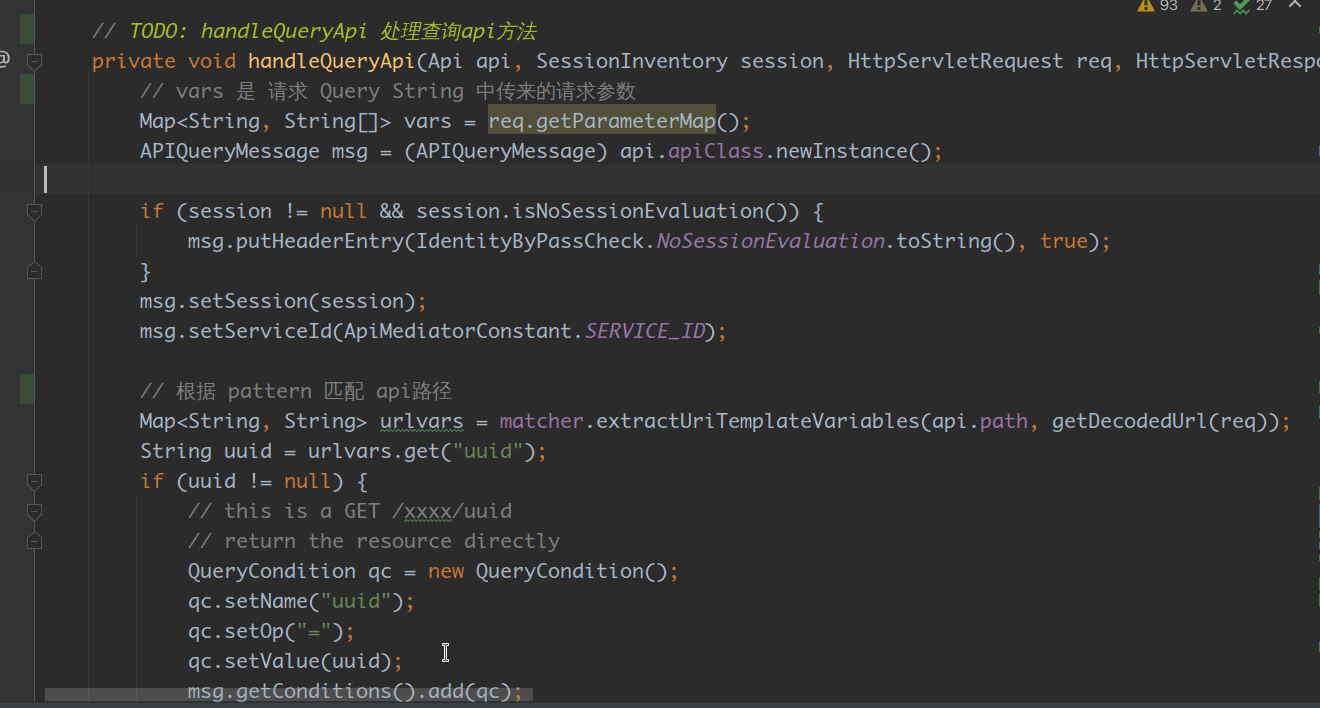 93 2 27
// TODO: handleQueryApi 处理查询api方法
@
private void handleQueryApi(Api api, SessionInventory session, HttpServletRequest req, HttpServletRespo
// vars 是 请求 Query String 中传来的请求参数
Map<String, String[]> vars = req.getParameterMap();
APIQueryMessage msg = (APIQueryMessage) api.apiClass.newInstance();
if (session != null && session.isNoSessionEvaluation()) {
msg.putHeaderEntry(IdentityByPassCheck.NoSessionEvaluation.toString(), true);
}
msg.setSession(session);
msg.setServiceId(ApiMediatorConstant.SERVICE_ID);
// 根据 pattern 匹配 api路径
Map<String, String> urlvars = matcher.extractUriTemplateVariables(api.path, getDecodedUrl(req));
String uuid = urlvars.get("uuid");
if (uuid != null) {
// this is a GET /xxxx/uuid
// return the resource directly
QueryCondition qc = new QueryCondition();
qc.setName("uuid");
qc.setOp("=");
qc.setValue(uuid);
msg.getConditions().add(qc);